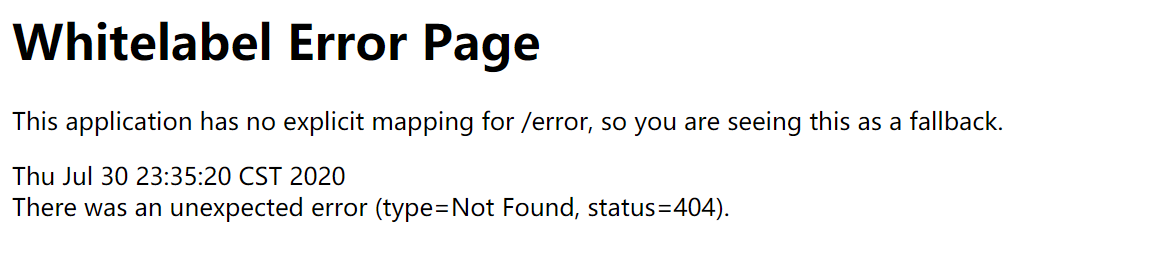 Whitelabel Error Page
This application has no explicit mapping for /error, so you are seeing this as a fallback.
Thu Jul 30 23:35:20 CST 2020
There was an unexpected error (type=Not Found, status=404).